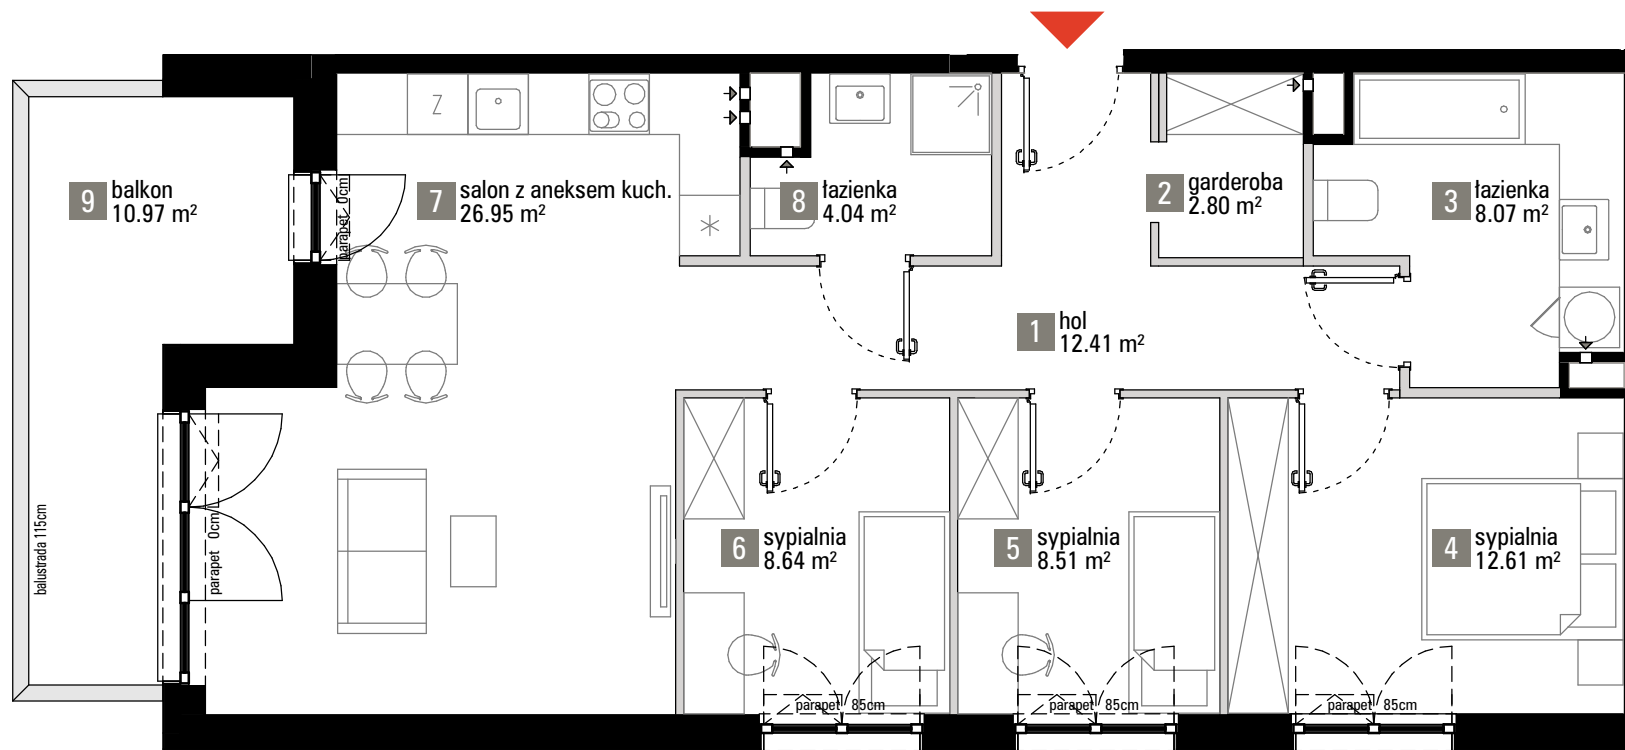 9 balkon
10.97 m²
parapet 0cm
7 salon z aneksem kuch.
26.95 m²
Z
8 łazienka
4.04 m²
2 garderoba
2.80 m²
3 łazienka
8.07 m²
1 hol
12.41 m²
balustrada 115cm
parapet 0cm
6 sypialnia
8.64 m²
5 sypialnia
8.51 m²
4 sypialnia
12.61 m²
parapet 85cm
parapet 85cm
parapet 85cm